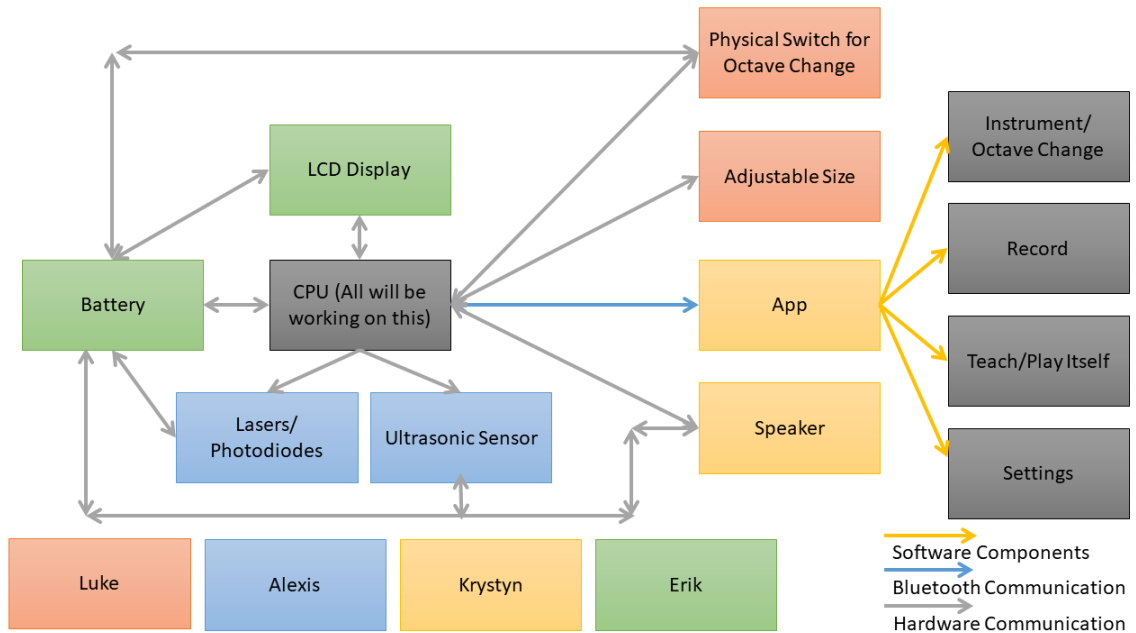 Physical Switch for
Octave Change
Instrument/
Octave Change
LCD Display
Adjustable Size
Record
Battery
CPU (All will be
working on this)
App
Teach/Play Itself
Lasers/
Photodiodes
Ultrasonic Sensor
Speaker
Settings
Luke
Alexis
Krystyn
Erik
Software Components
Bluetooth Communication
Hardware Communication